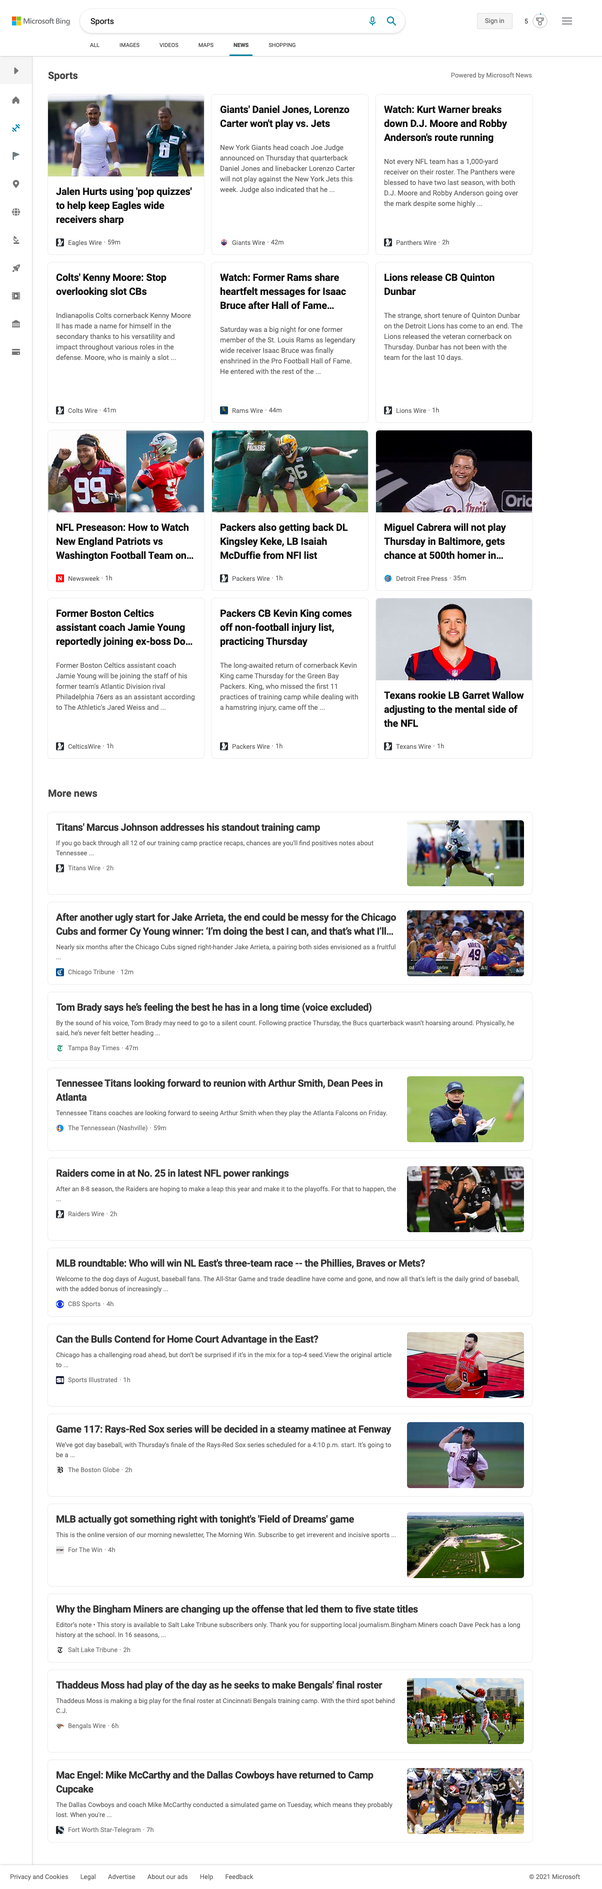 Microsoft Bing
Sports
Sign in
5
ALL IMAGES VIDEOS MAPS NEWS SHOPPING
Sports
Powered by Microsoft News
Jalen Hurts using 'pop quizzes'
to help keep Eagles wide
receivers sharp
Eagles Wire · 59m
Giants' Daniel Jones, Lorenzo
Carter won't play vs. Jets
New York Giants head coach Joe Judge
announced on Thursday that quarterback
Daniel Jones and linebacker Lorenzo Carter
will not play against the New York Jets this
week. Judge also indicated that he ...
Giants Wire · 42m
Watch: Kurt Warner breaks
down D.J. Moore and Robby
Anderson's route running
Not every NFL team has a 1,000-yard
receiver on their roster. The Panthers were
blessed to have two last season, with both
D.J. Moore and Robby Anderson going over
the mark despite some highly ...
Panthers Wire · 2h
Colts' Kenny Moore: Stop
overlooking slot CBs
Indianapolis Colts cornerback Kenny Moore
II has made a name for himself in the
secondary thanks to his versatility and
impact throughout various roles in the
defense. Moore, who is mainly a slot ...
Colts Wire · 41m
Watch: Former Rams share
heartfelt messages for Isaac
Bruce after Hall of Fame...
Saturday was a big night for one former
member of the St. Louis Rams as legendary
wide receiver Isaac Bruce was finally
enshrined in the Pro Football Hall of Fame.
He entered with the rest of the ...
Rams Wire · 44m
Lions release CB Quinton
Dunbar
The strange, short tenure of Quinton Dunbar
on the Detroit Lions has come to an end. The
Lions released the veteran cornerback on
Thursday. Dunbar has not been with the
team for the last 10 days.
Lions Wire · 1h
NFL Preseason: How to Watch
New England Patriots vs
Washington Football Team on...
Newsweek · 1h
Packers also getting back DL
Kingsley Keke, LB Isaiah
McDuffie from NFI list
Packers Wire · 1h
Miguel Cabrera will not play
Thursday in Baltimore, gets
chance at 500th homer in...
Detroit Free Press · 35m
Former Boston Celtics
assistant coach Jamie Young
reportedly joining ex-boss Do...
Former Boston Celtics assistant coach
Jamie Young will be joining the staff of his
former team's Atlantic Division rival
Philadelphia 76ers as an assistant according
to The Athletic's Jared Weiss and ...
CelticsWire · 1h
Packers CB Kevin King comes
off non-football injury list,
practicing Thursday
The long-awaited return of cornerback Kevin
King came Thursday for the Green Bay
Packers. King, who missed the first 11
practices of training camp while dealing with
a hamstring injury, came off the ...
Packers Wire · 1h
Texans rookie LB Garret Wallow
adjusting to the mental side of
the NFL
Texans Wire · 1h
More news
Titans' Marcus Johnson addresses his standout training camp
If you go back through all 12 of our training camp practice recaps, chances are you'll find positives notes about
Tennessee ...
Titans Wire · 2h
After another ugly start for Jake Arrieta, the end could be messy for the Chicago
Cubs and former Cy Young winner: 'I'm doing the best I can, and that's what I'll...
Nearly six months after the Chicago Cubs signed right-hander Jake Arrieta, a pairing both sides envisioned as a fruitful
...
Chicago Tribune · 12m
Tom Brady says he's feeling the best he has in a long time (voice excluded)
By the sound of his voice, Tom Brady may need to go to a silent count. Following practice Thursday, the Bucs quarterback wasn't hoarsing around. Physically, he
said, he's never felt better heading ...
Tampa Bay Times · 47m
Tennessee Titans looking forward to reunion with Arthur Smith, Dean Pees in
Atlanta
Tennessee Titans coaches are looking forward to seeing Arthur Smith when they play the Atlanta Falcons on Friday.
The Tennessean (Nashville) · 59m
Raiders come in at No. 25 in latest NFL power rankings
After an 8-8 season, the Raiders are hoping to make a leap this year and make it to the playoffs. For that to happen, the
...
Raiders Wire · 2h
MLB roundtable: Who will win NL East's three-team race -- the Phillies, Braves or Mets?
Welcome to the dog days of August, baseball fans. The All-Star Game and trade deadline have come and gone, and now all that's left is the daily grind of baseball,
with the added bonus of increasingly ...
CBS Sports · 4h
Can the Bulls Contend for Home Court Advantage in the East?
Chicago has a challenging road ahead, but don't be surprised if it's in the mix for a top-4 seed.View the original article
to ...
Sports Illustrated · 1h
Game 117: Rays-Red Sox series will be decided in a steamy matinee at Fenway
We've got day baseball, with Thursday's finale of the Rays-Red Sox series scheduled for a 4:10 p.m. start. It's going to
be a ...
The Boston Globe · 2h
MLB actually got something right with tonight's 'Field of Dreams' game
This is the online version of our morning newsletter, The Morning Win. Subscribe to get irreverent and incisive sports ...
For The Win · 4h
Why the Bingham Miners are changing up the offense that led them to five state titles
Editor's note • This story is available to Salt Lake Tribune subscribers only. Thank you for supporting local journalism.Bingham Miners coach Dave Peck has a long
history at the school. In 16 seasons, ...
Salt Lake Tribune · 2h
Thaddeus Moss had play of the day as he seeks to make Bengals' final roster
Thaddeus Moss is making a big play for the final roster at Cincinnati Bengals training camp. With the third spot behind
C.J.
Bengals Wire · 6h
Mac Engel: Mike McCarthy and the Dallas Cowboys have returned to Camp
Cupcake
The Dallas Cowboys and coach Mike McCarthy conducted a simulated game on Tuesday, which means they probably
lost. When you're ...
Fort Worth Star-Telegram · 7h
Privacy and Cookies Legal Advertise About our ads Help Feedback
© 2021 Microsoft